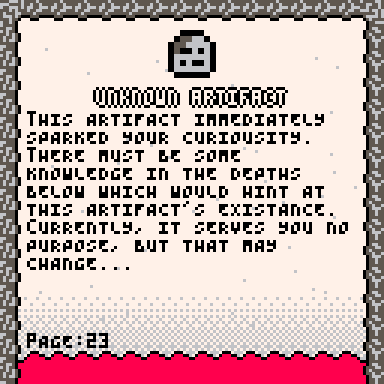 Unknown Artifact
This artifact immediately
sparked your curiousity.
There must be some
knowledge in the depths
below which would hint at
this artifact's existance.
Currently, it serves you no
purpose, but that may
change...
Page:23